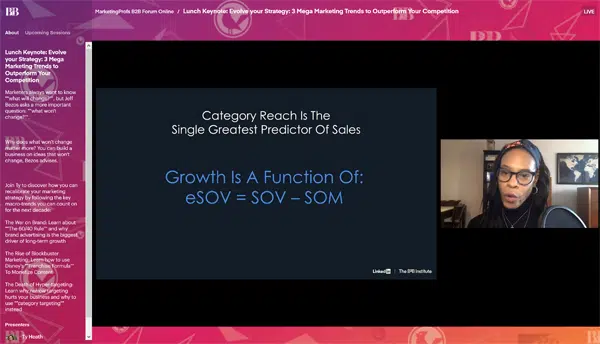 BB
MarketingProfs B2B Forum Online / Lunch Keynote: Evolve your Strategy: 3 Mega Marketing Trends to Outperform Your Competition
LIVE
About
Upcoming Sessions
Lunch Keynote: Evolve
your Strategy: 3 Mega
Marketing Trends to
Outperform Your
Competition
Marketers always want to know
""what will change?"", but Jeff
Bezos asks a more important
question: ""what won't
change?""
Why does what won't change
matter more? You can build a
business on ideas that won't
change, Bezos advises.
Join Ty to discover how you can
recalibrate your marketing
strategy by following the key
macro-trends you can count on
for the next decade.
The War on Brand: Learn about
""The 60/40 Rule"" and why
brand advertising is the biggest
driver of long-term growth
The Rise of Blockbuster
Marketing: Learn how to use
Disney's ""Franchise Formula""
To Monetize Content
The Death of Hyper-targeting:
Learn why narrow targeting
hurts your business and why to
use ""category targeting""
instead
Presenters
Ty Heath
Category Reach Is The
Single Greatest Predictor Of Sales
Growth Is A Function Of:
eSOV = SOV – SOM
LinkedIn | The B2B Institute
BB